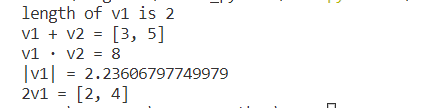 length of v1 is 2
v1 + v2 = [3, 5]
v1 · v2 = 8
|v1| = 2.23606797749979
2v1 = [2, 4]